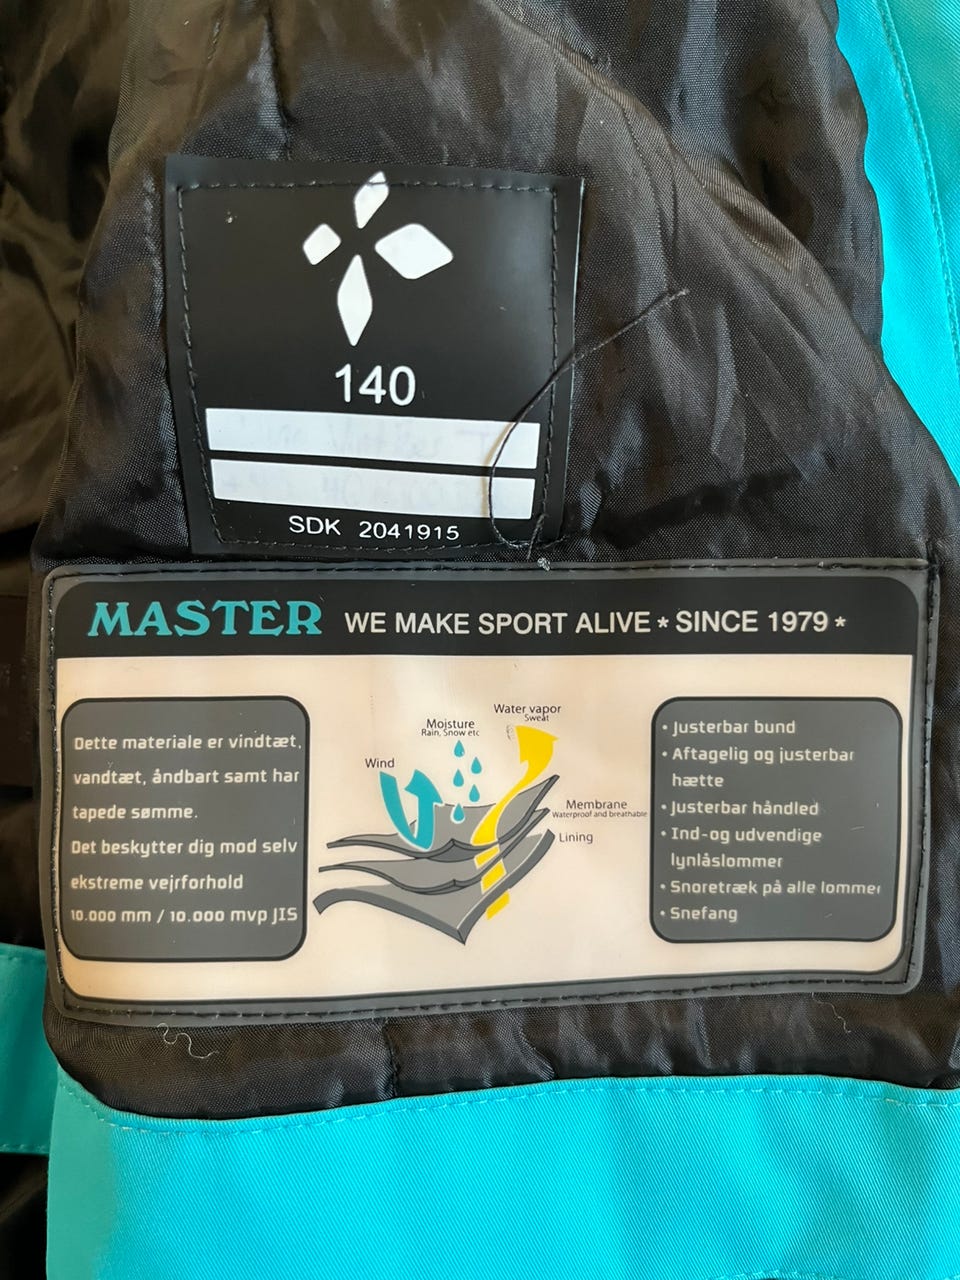 140
SDK 2041915
MASTER WE MAKE SPORT ALIVE * SINCE 1979 *
Dette materiale er vindtæt,
vandtæt, åndbart samt har
tapede sømme.
Det beskytter dig mod selv
ekstreme vejrforhold
10.000 mm / 10.000 mvp JIS
Water vapor
Sweat
Moisture
Rain, Snow etc
Wind
Membrane
Waterproof and breathable
Lining
• Justerbar bund
• Aftagelig og justerbar
hætte
• Justerbar håndled
• Ind-og udvendige
lynlåslommer
• Snoretræk på alle lommer
• Snefang